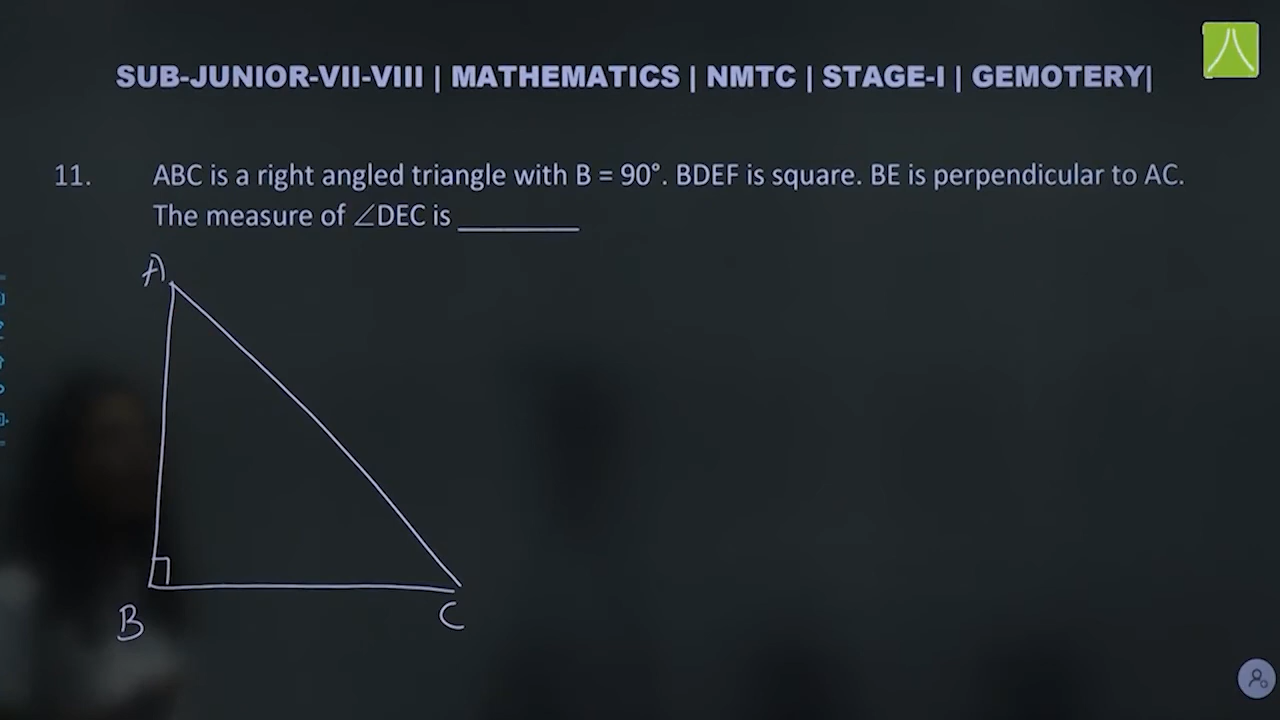 SUB-JUNIOR-VII-VIII | MATHEMATICS | NMTC | STAGE-I | GEMOTERY|
11. ABC is a right angled triangle with B = 90°. BDEF is square. BE is perpendicular to AC.
The measure of ∠DEC is ________
A
B
C